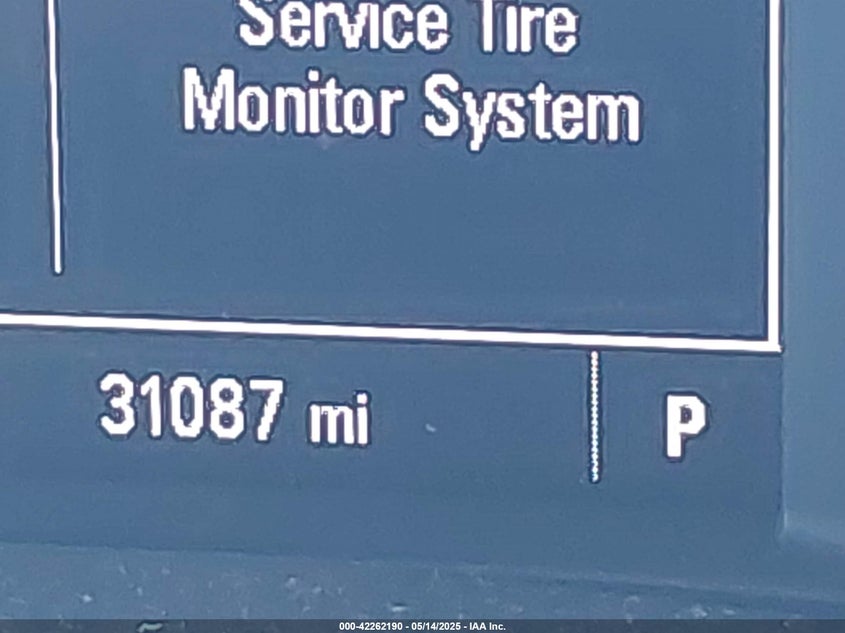 Service Tire
Monitor System
31087 mi
P
000-42262190 - 05/14/2025 - IAA Inc.